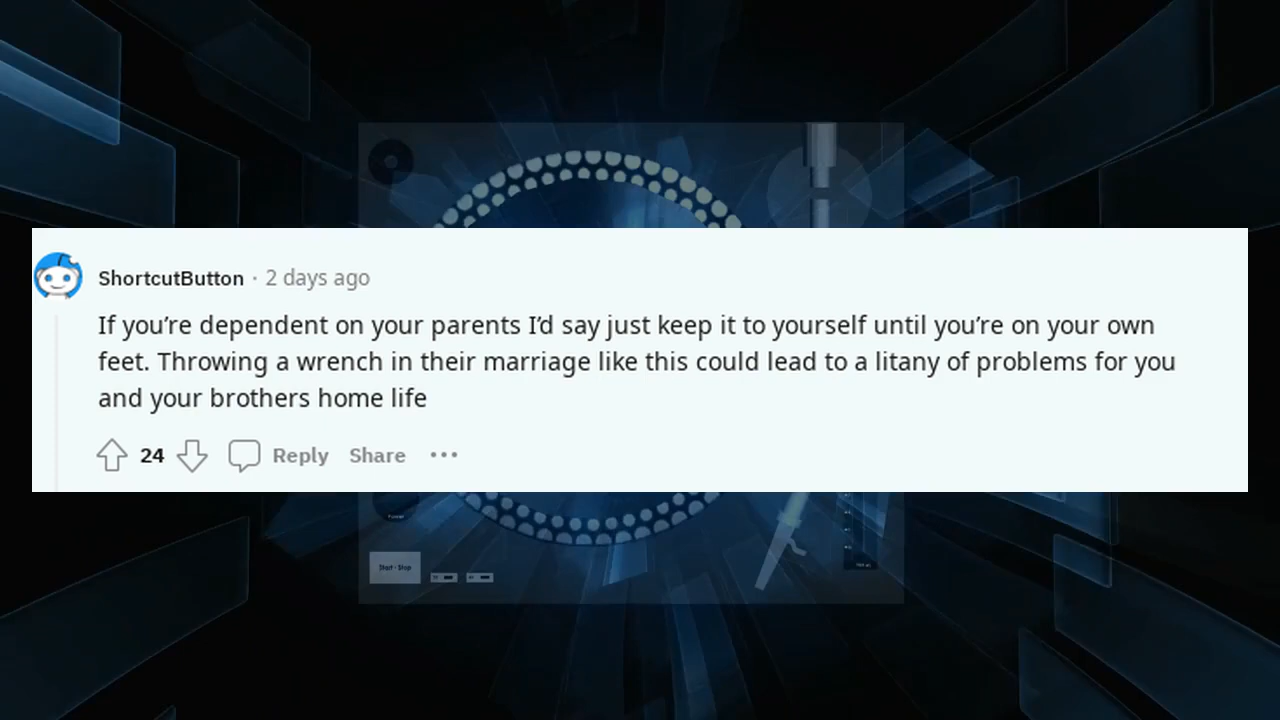 ShortcutButton · 2 days ago
If you’re dependent on your parents I’d say just keep it to yourself until you’re on your own
feet. Throwing a wrench in their marriage like this could lead to a litany of problems for you
and your brothers home life
24 Reply Share •••
Start · Stop